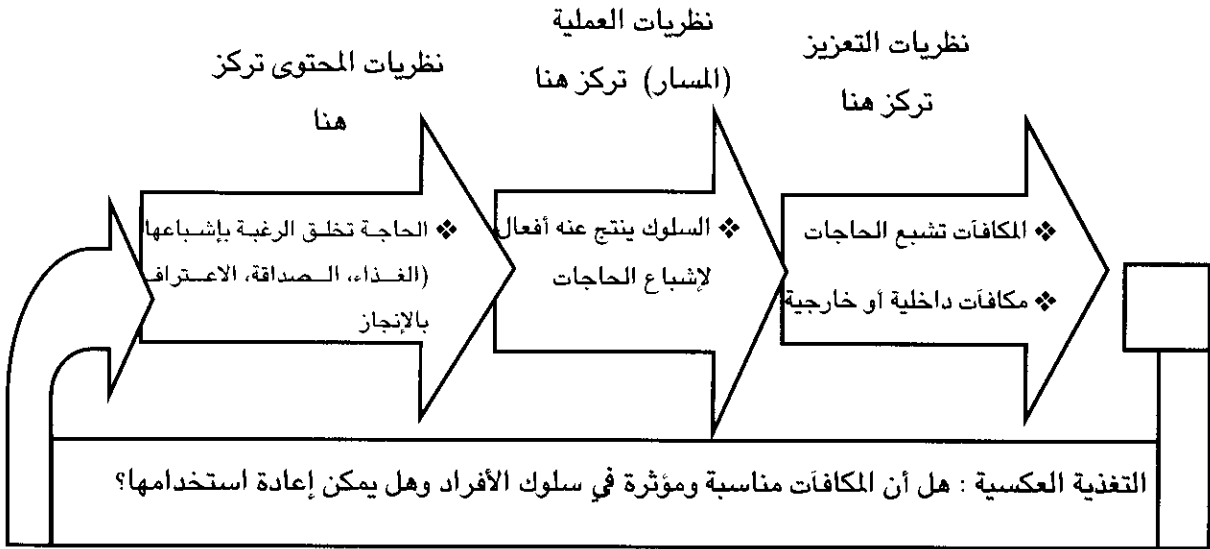 نظريات المحتوى تركز
هنا
نظريات العملية
(المسار) تركز هنا
نظريات التعزيز
تركز هنا
❖ الحاجة تخلق الرغبة بإشباعها
(الغذاء، الصداقة، الاعتراف
بالإنجاز
❖ السلوك ينتج عنه أفعال
لإشباع الحاجات
❖ المكافآت تشبع الحاجات
❖ مكافآت داخلية أو خارجية
التغذية العكسية : هل أن المكافآت مناسبة ومؤثرة في سلوك الأفراد وهل يمكن إعادة استخدامها؟